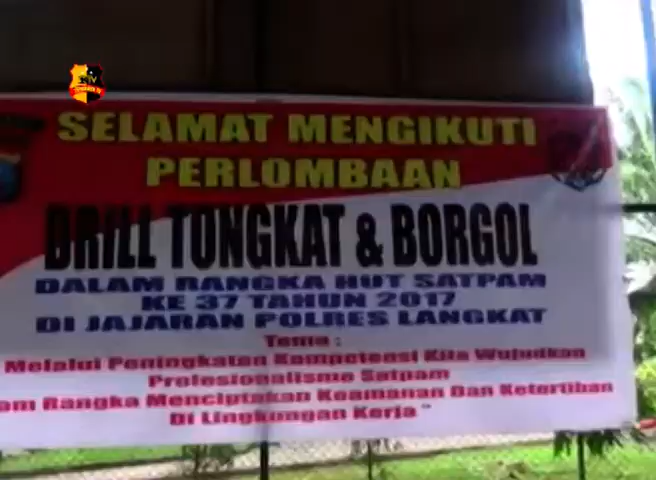 SELAMAT MENGIKUTI
PERLOMBAAN
DRILL TUNGKAT & BORGOL
DALAM RANGKA HUT SATPAM
KE 37 TAHUN 2017
DI JAJARAN POLRES LANGKAT
Tema :
Melalui Peningkatan Kompetensi Kita Wujudkan
Profesionalisme Satpam
Rangka Menciptakan Keamanan Dan Ketertiban
Di Lingkungan Kerja "